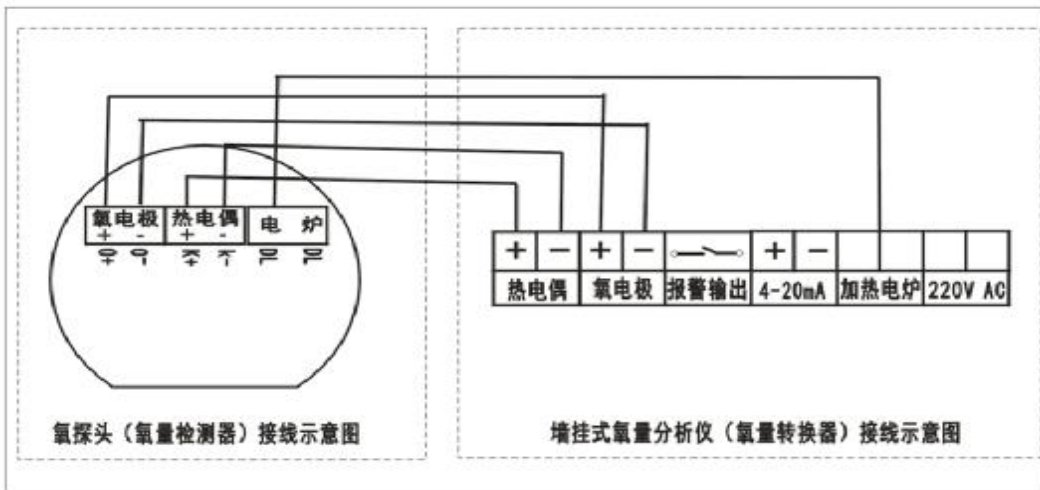 氧电极 热电偶 电 炉
+ - + -
O+ O- K+ K- DL DL
+ - + - + -
热电偶 氧电极 报警输出 4-20mA 加热电炉 220V AC
氧探头（氧量检测器）接线示意图
墙挂式氧量分析仪（氧量转换器）接线示意图